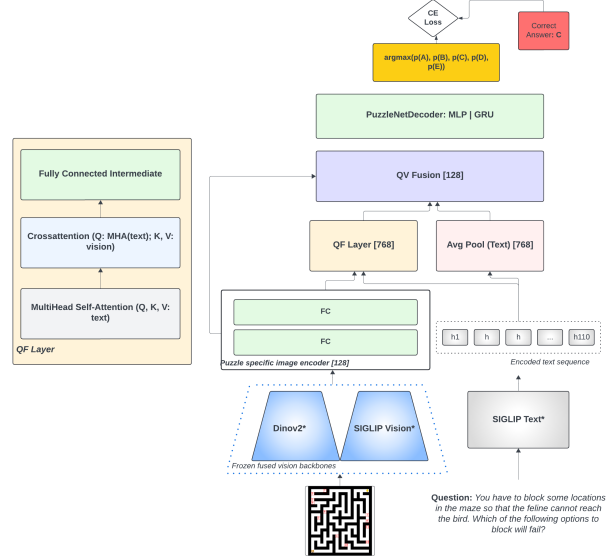 CE
Loss
Correct
Answer: C
argmax(p(A), p(B), p(C), p(D),
p(E))
PuzzleNetDecoder: MLP | GRU
QV Fusion [128]
Fully Connected Intermediate
Crossattention (Q: MHA(text); K, V:
vision)
MultiHead Self-Attention (Q, K, V:
text)
QF Layer
QF Layer [768]
Avg Pool (Text) [768]
FC
FC
Puzzle specific image encoder [128]
h1
h
h
...
h110
Encoded text sequence
Dinov2*
SIGLIP Vision*
Frozen fused vision backbones
SIGLIP Text*
Question: You have to block some locations
in the maze so that the feline cannot reach
the bird. Which of the following options to
block will fail?